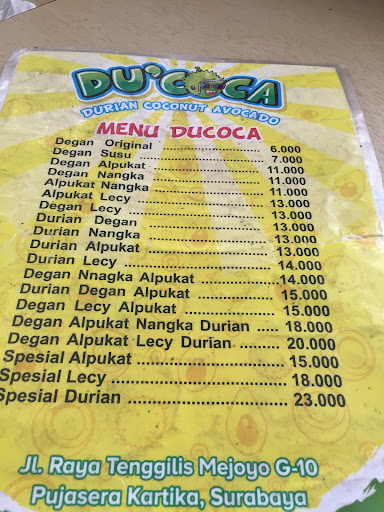 DU'COCA
DURIAN COCONUT AVOCADO
MENU DUCOCA
Degan Original ........................ 6.000
Degan Susu ........................ 7.000
Degan Alpukat ........................ 11.000
Degan Nangka ........................ 11.000
Alpukat Nangka ........................ 11.000
Alpukat Lecy ........................ 13.000
Degan Lecy ........................ 13.000
Durian Degan ........................ 13.000
Durian Nangka ........................ 13.000
Durian Alpukat ........................ 13.000
Durian Lecy ........................ 14.000
Degan Nnagka Alpukat ............... 14.000
Durian Degan Alpukat ............... 15.000
Degan Lecy Alpukat ............... 15.000
Degan Alpukat Nangka Durian ..... 18.000
Degan Alpukat Lecy Durian ......... 20.000
Spesial Alpukat ........................ 15.000
Spesial Lecy ........................ 18.000
Spesial Durian ........................ 23.000
Jl. Raya Tenggilis Mejoyo G-10
Pujasera Kartika, Surabaya